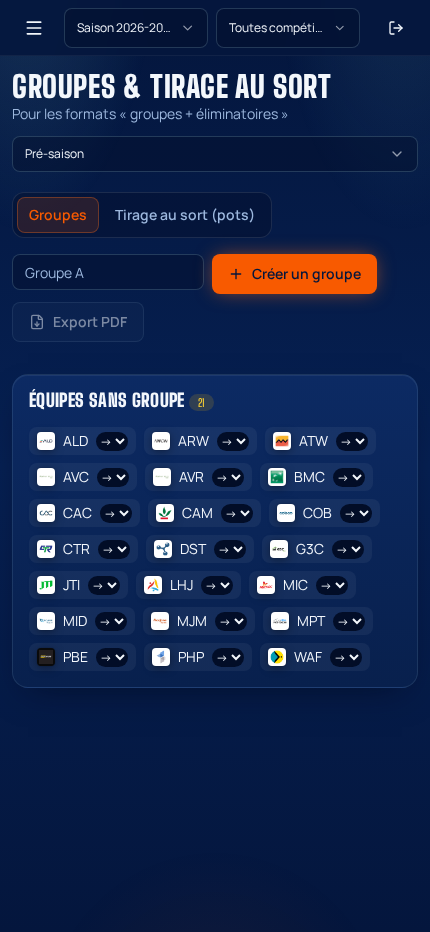 Saison 2026-20... Toutes compéti...
GROUPES & TIRAGE AU SORT
Pour les formats « groupes + éliminatoires »
Pré-saison
Groupes Tirage au sort (pots)
Groupe A + Créer un groupe
Export PDF
ÉQUIPES SANS GROUPE 21
ALD → ARW → ATW →
AVC → AVR → BMC →
CAC → CAM → COB →
CTR → DST → G3C →
JTI → LHJ → MIC →
MID → MJM → MPT →
PBE → PHP → WAF →